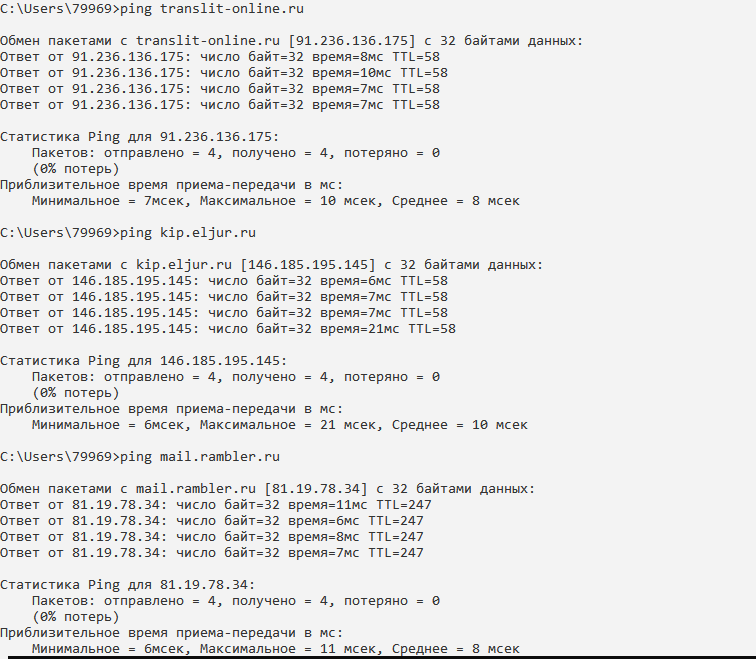 C:\Users\79969>ping translit-online.ru
Обмен пакетами с translit-online.ru [91.236.136.175] с 32 байтами данных:
Ответ от 91.236.136.175: число байт=32 время=8мс TTL=58
Ответ от 91.236.136.175: число байт=32 время=10мс TTL=58
Ответ от 91.236.136.175: число байт=32 время=7мс TTL=58
Ответ от 91.236.136.175: число байт=32 время=7мс TTL=58
Статистика Ping для 91.236.136.175:
Пакетов: отправлено = 4, получено = 4, потеряно = 0
(0% потерь)
Приблизительное время приема-передачи в мс:
Минимальное = 7мсек, Максимальное = 10 мсек, Среднее = 8 мсек
C:\Users\79969>ping kip.eljur.ru
Обмен пакетами с kip.eljur.ru [146.185.195.145] с 32 байтами данных:
Ответ от 146.185.195.145: число байт=32 время=6мс TTL=58
Ответ от 146.185.195.145: число байт=32 время=7мс TTL=58
Ответ от 146.185.195.145: число байт=32 время=7мс TTL=58
Ответ от 146.185.195.145: число байт=32 время=21мс TTL=58
Статистика Ping для 146.185.195.145:
Пакетов: отправлено = 4, получено = 4, потеряно = 0
(0% потерь)
Приблизительное время приема-передачи в мс:
Минимальное = 6мсек, Максимальное = 21 мсек, Среднее = 10 мсек
C:\Users\79969>ping mail.rambler.ru
Обмен пакетами с mail.rambler.ru [81.19.78.34] с 32 байтами данных:
Ответ от 81.19.78.34: число байт=32 время=11мс TTL=247
Ответ от 81.19.78.34: число байт=32 время=6мс TTL=247
Ответ от 81.19.78.34: число байт=32 время=8мс TTL=247
Ответ от 81.19.78.34: число байт=32 время=7мс TTL=247
Статистика Ping для 81.19.78.34:
Пакетов: отправлено = 4, получено = 4, потеряно = 0
(0% потерь)
Приблизительное время приема-передачи в мс:
Минимальное = 6мсек, Максимальное = 11 мсек, Среднее = 8 мсек